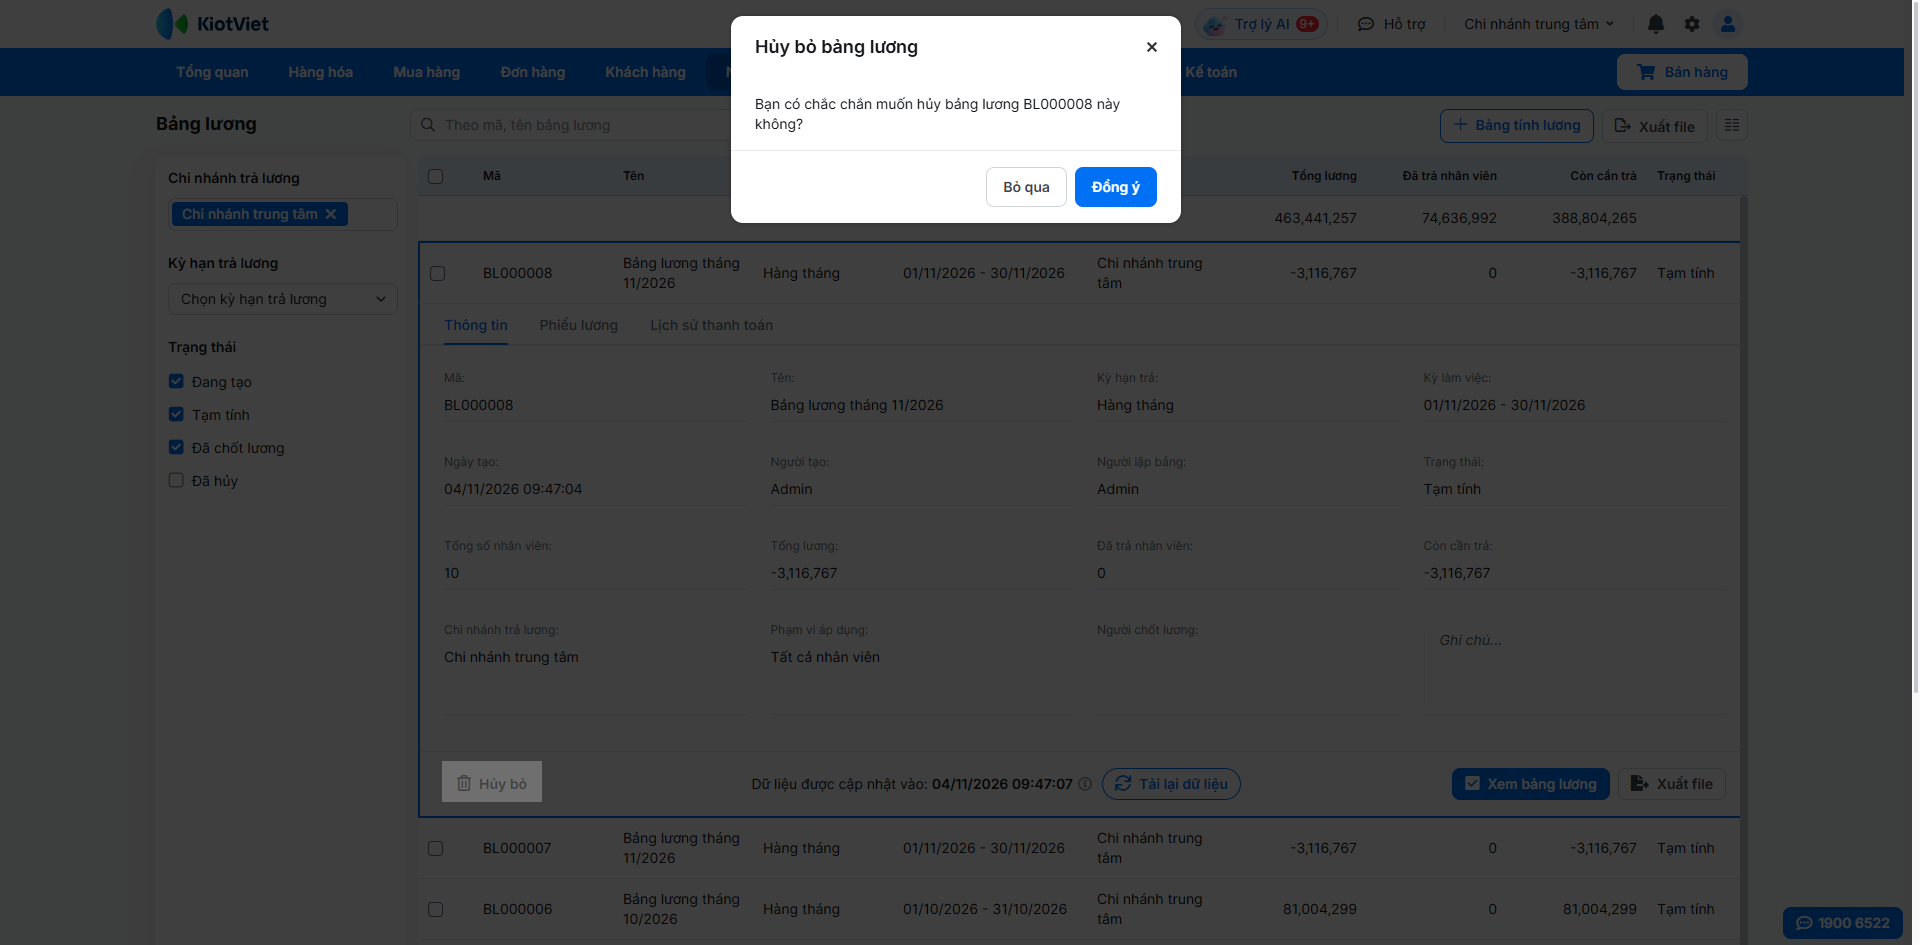 KiotViet
Trợ lý AI 9+
Hỗ trợ
Chi nhánh trung tâm
Tổng quan
Hàng hóa
Mua hàng
Đơn hàng
Khách hàng
Kế toán
Bán hàng
Hủy bỏ bảng lương
Bạn có chắc chắn muốn hủy bảng lương BL000008 này
không?
Bỏ qua
Đồng ý
Bảng lương
Theo mã, tên bảng lương
Bảng tính lương
Xuất file
Chi nhánh trả lương
Chi nhánh trung tâm
Kỳ hạn trả lương
Chọn kỳ hạn trả lương
Trạng thái
Đang tạo
Tạm tính
Đã chốt lương
Đã hủy
Mã Tên Tổng lương Đã trả nhân viên Còn cần trả Trạng thái
463,441,257 74,636,992 388,804,265
BL000008 Bảng lương tháng 11/2026 Hàng tháng 01/11/2026 - 30/11/2026 Chi nhánh trung tâm -3,116,767 0 -3,116,767 Tạm tính
Thông tin Phiếu lương Lịch sử thanh toán
Mã: Tên: Kỳ hạn trả: Kỳ làm việc:
BL000008 Bảng lương tháng 11/2026 Hàng tháng 01/11/2026 - 30/11/2026
Ngày tạo: Người tạo: Người lập bảng: Trạng thái:
04/11/2026 09:47:04 Admin Admin Tạm tính
Tổng số nhân viên: Tổng lương: Đã trả nhân viên: Còn cần trả:
10 -3,116,767 0 -3,116,767
Chi nhánh trả lương: Phạm vi áp dụng: Người chốt lương: Ghi chú...
Chi nhánh trung tâm Tất cả nhân viên
Hủy bỏ Dữ liệu được cập nhật vào: 04/11/2026 09:47:07 Tải lại dữ liệu Xem bảng lương Xuất file
BL000007 Bảng lương tháng 11/2026 Hàng tháng 01/11/2026 - 30/11/2026 Chi nhánh trung tâm -3,116,767 0 -3,116,767 Tạm tính
BL000006 Bảng lương tháng 10/2026 Hàng tháng 01/10/2026 - 31/10/2026 Chi nhánh trung tâm 81,004,299 0 81,004,299 Tạm tính
1900 6522